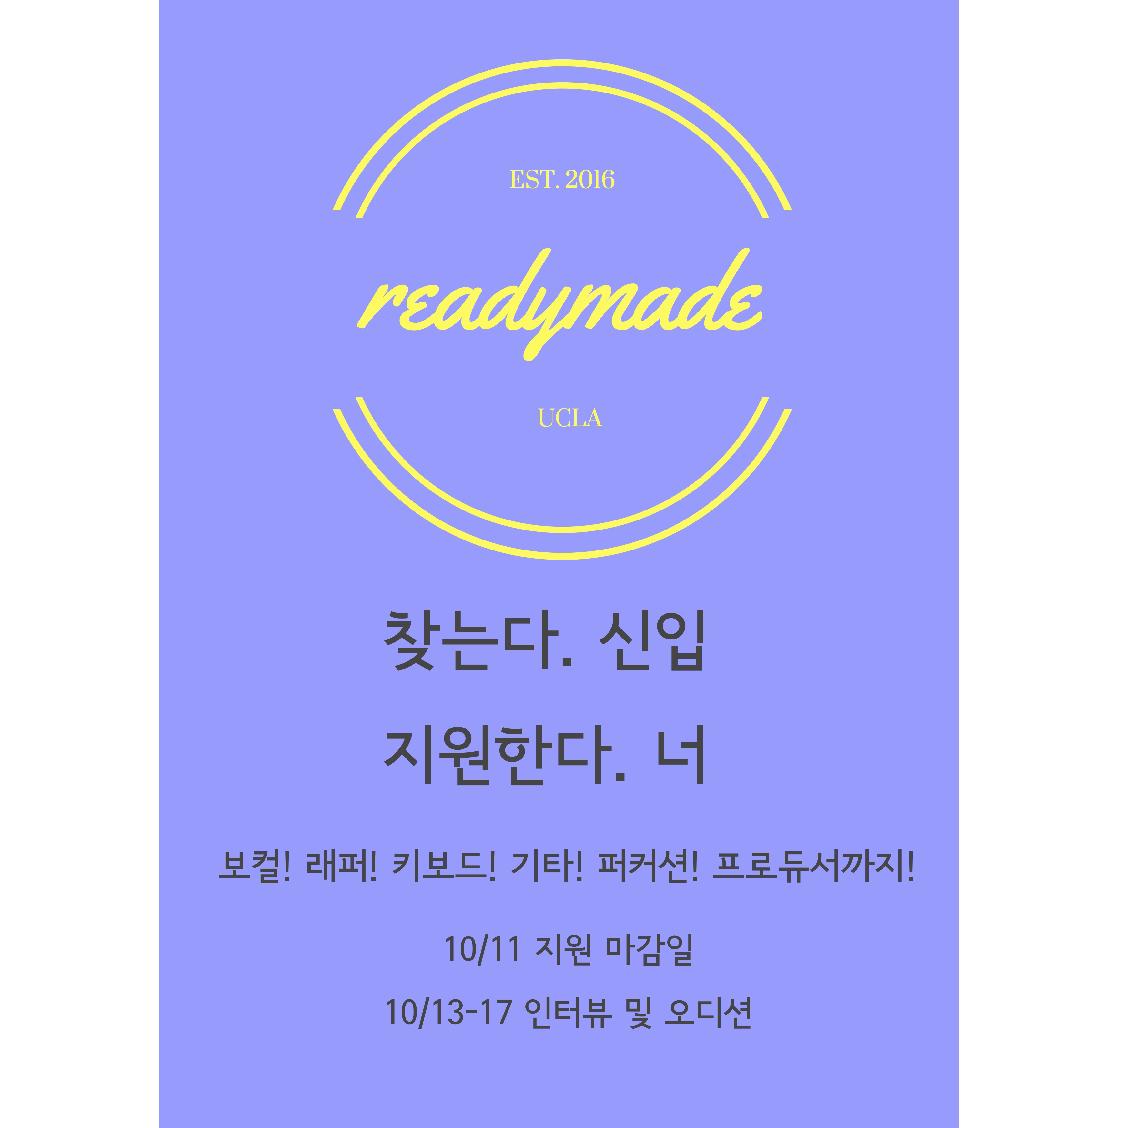 EST. 2016
readymade
UCLA
찾는다. 신입
지원한다. 너
보컬! 래퍼! 키보드! 기타! 퍼커션! 프로듀서까지!
10/11 지원 마감일
10/13-17 인터뷰 및 오디션